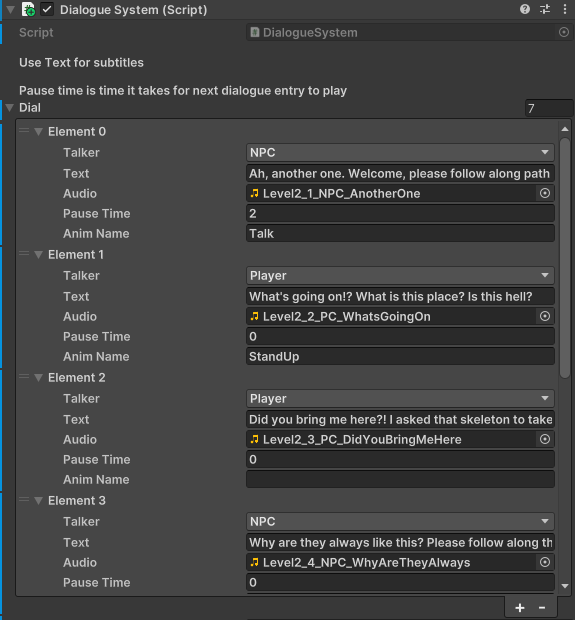 Dialogue System (Script)
Script DialogueSystem
Use Text for subtitles
Pause time is time it takes for next dialogue entry to play
Dial 7
Element 0
Talker NPC
Text Ah, another one. Welcome, please follow along path
Audio Level2_1_NPC_AnotherOne
Pause Time 2
Anim Name Talk
Element 1
Talker Player
Text What's going on!? What is this place? Is this hell?
Audio Level2_2_PC_WhatsGoingOn
Pause Time 0
Anim Name StandUp
Element 2
Talker Player
Text Did you bring me here?! I asked that skeleton to take
Audio Level2_3_PC_DidYouBringMeHere
Pause Time 0
Anim Name
Element 3
Talker NPC
Text Why are they always like this? Please follow along th
Audio Level2_4_NPC_WhyAreTheyAlways
Pause Time 0